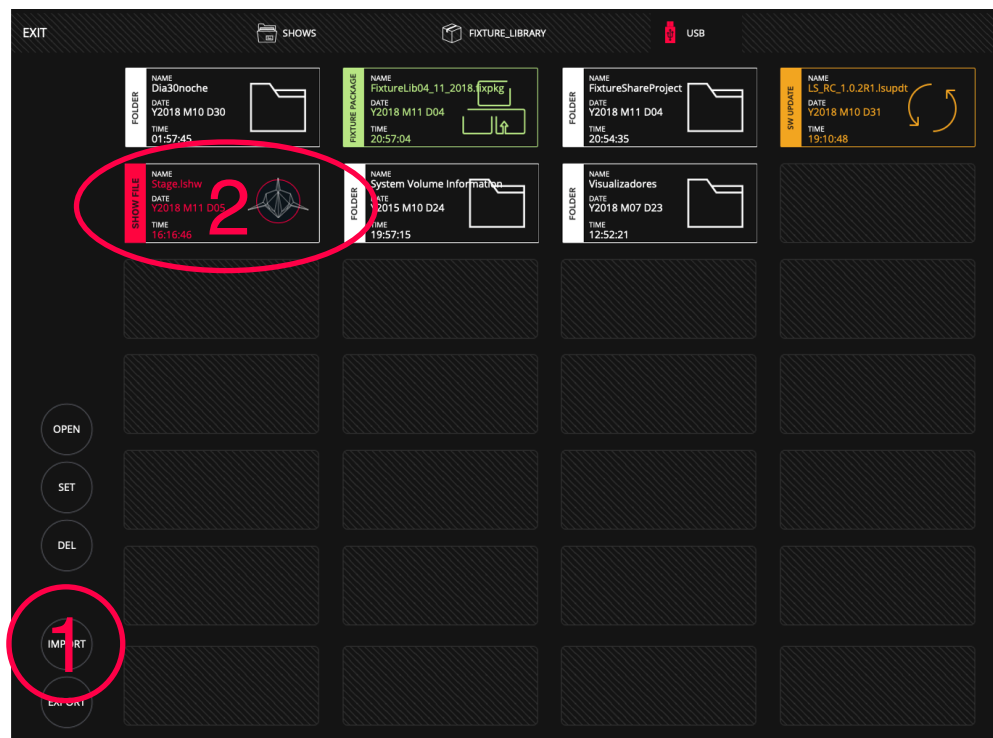 EXIT
SHOWS
FIXTURE_LIBRARY
USB
FOLDER
NAME
Dia30noche
DATE
Y2018 M10 D30
TIME
01:57:45
FIXTURE PACKAGE
NAME
FixtureLib04_11_2018.fixpkg
DATE
Y2018 M11 D04
TIME
20:57:04
FOLDER
NAME
FixtureShareProject
DATE
Y2018 M11 D04
TIME
20:54:35
SW UPDATE
NAME
LS_RC_1.0.2R1.lsupdt
DATE
Y2018 M10 D31
TIME
19:10:48
SHOW FILE
NAME
Stage.lshw
DATE
Y2018 M11 D05
TIME
16:16:46
2
FOLDER
NAME
System Volume Information
DATE
Y2015 M10 D24
TIME
19:57:15
FOLDER
NAME
Visualizadores
DATE
Y2018 M07 D23
TIME
12:52:21
OPEN
SET
DEL
IMPORT
1
EXPORT